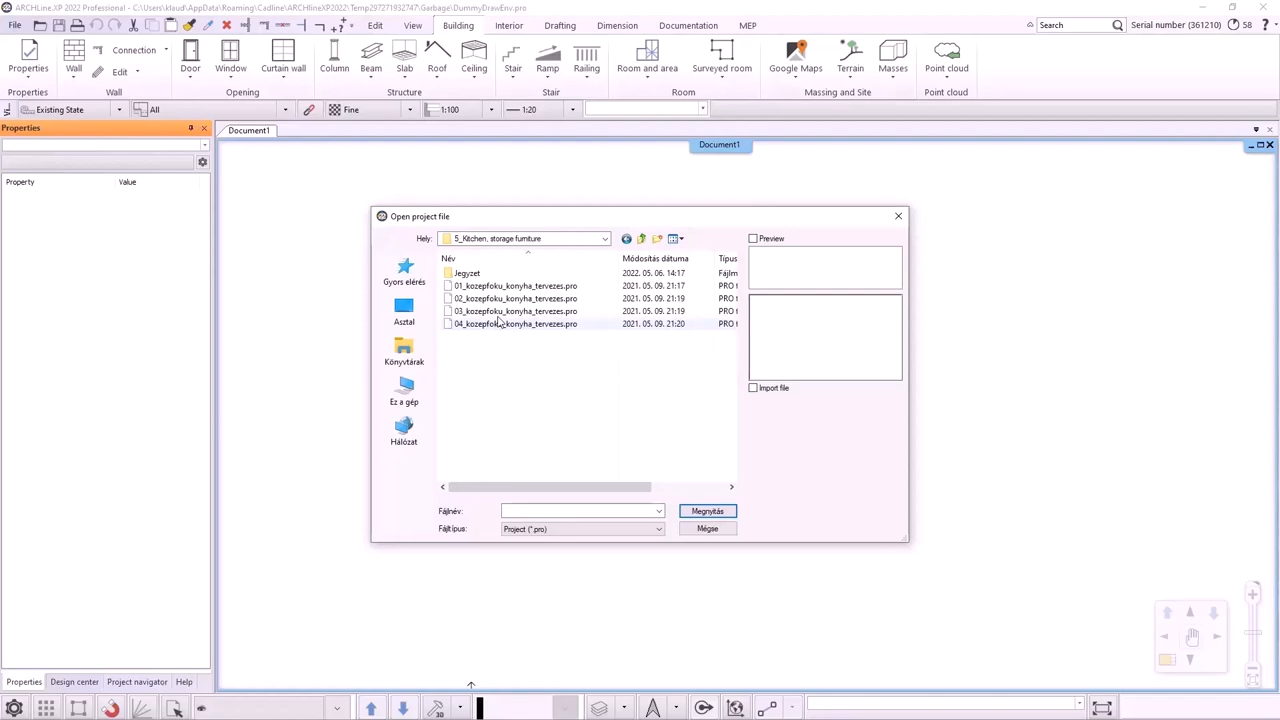 ARCHLine.XP 2022 Professional - C:\Users\klaud\AppData\Roaming\Cadline\ARCHlineXP2022\Temp297271932747\Garbage\DummyDrawEnv.pro
File Edit View Building Interior Drafting Dimension Documentation MEP Search Serial number (361210) 58
Properties Wall Connection Edit Door Window Curtain wall Column Beam Slab Roof Ceiling Stair Ramp Railing Room and area Surveyed room Google Maps Terrain Masses Point cloud
Properties Wall Opening Structure Stair Room Massing and Site Point cloud
Existing State All Fine 1:100 1:20
Properties Document1
Document1
Property Value
Open project file
Hely: 5_Kitchen, storage furniture Preview
Név Módosítás dátuma Típus
Jegyzet 2022. 05. 06. 14:17 Fájlm
01_kozepfoku_konyha_tervezes.pro 2021. 05. 09. 21:17 PRO f
02_kozepfoku_konyha_tervezes.pro 2021. 05. 09. 21:19 PRO f
03_kozepfoku_konyha_tervezes.pro 2021. 05. 09. 21:19 PRO f
04_kozepfoku_konyha_tervezes.pro 2021. 05. 09. 21:20 PRO f
Gyors elérés
Asztal
Könyvtárak
Ez a gép
Hálózat
Import file
Fájlnév: Megnyitás
Fájltípus: Project (*.pro) Mégse
Properties Design center Project navigator Help
30